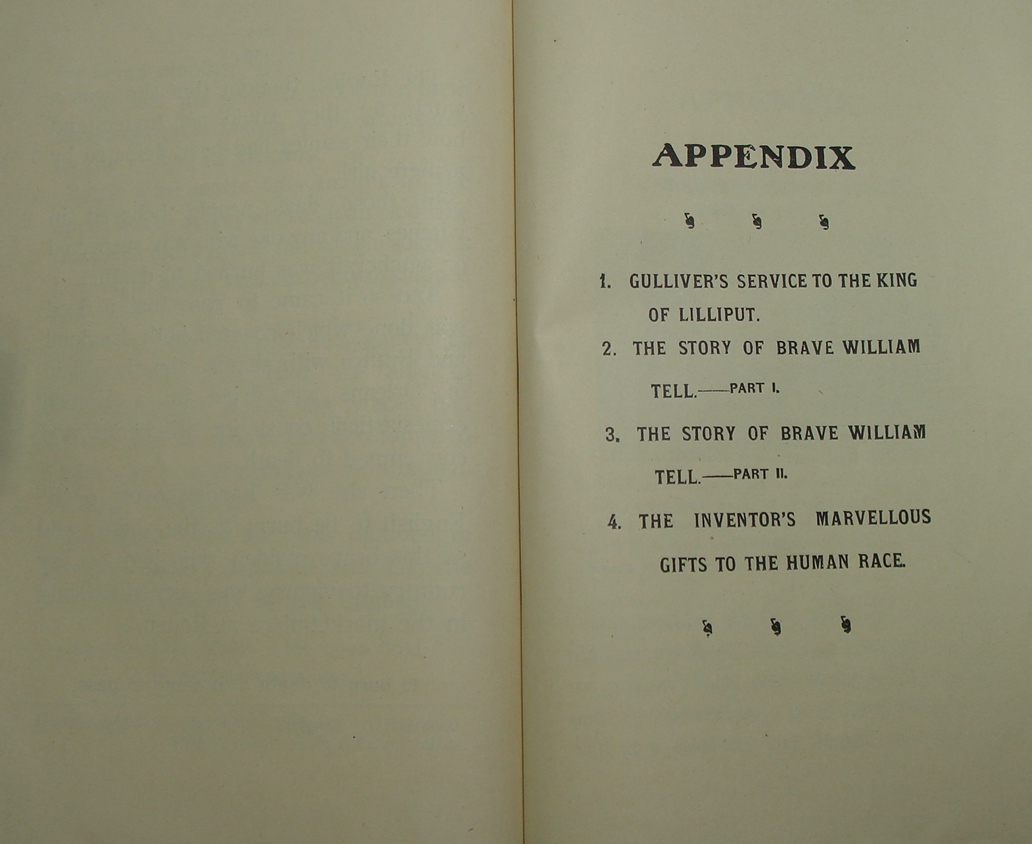 APPENDIX
1. GULLIVER'S SERVICE TO THE KING
OF LILLIPUT.
2. THE STORY OF BRAVE WILLIAM
TELL.——PART I.
3. THE STORY OF BRAVE WILLIAM
TELL.——PART II.
4. THE INVENTOR'S MARVELLOUS
GIFTS TO THE HUMAN RACE.